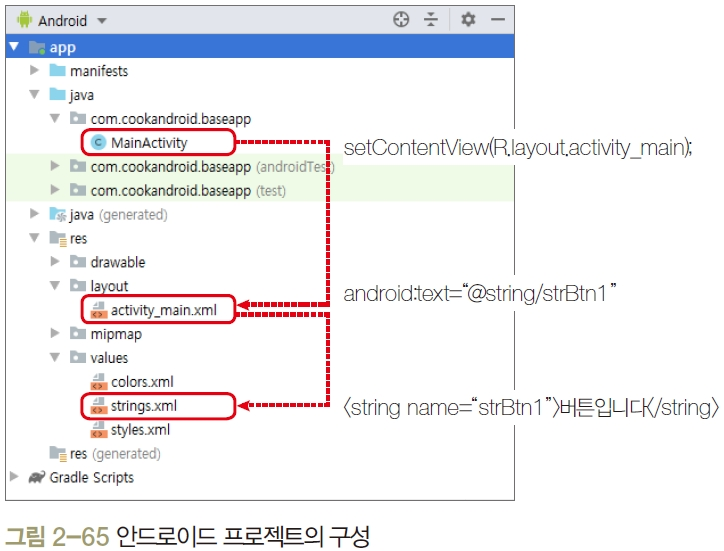 Android
app
manifests
java
com.cookandroid.baseapp
MainActivity
setContentView(R.layout.activity_main);
com.cookandroid.baseapp (androidTest)
com.cookandroid.baseapp (test)
java (generated)
res
drawable
layout
android:text=“@string/strBtn1”
activity_main.xml
mipmap
values
colors.xml
strings.xml
<string name=“strBtn1”>버튼입니다</string>
styles.xml
res (generated)
Gradle Scripts
그림 2-65 안드로이드 프로젝트의 구성